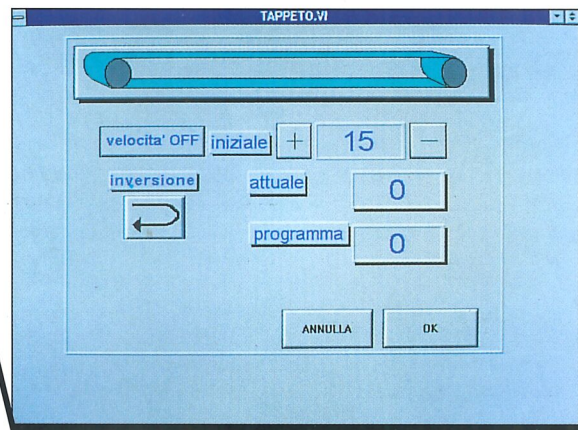 TAPPETO.VI
velocita' OFF iniziale + 15 −
inversione attuale 0
programma 0
ANNULLA OK